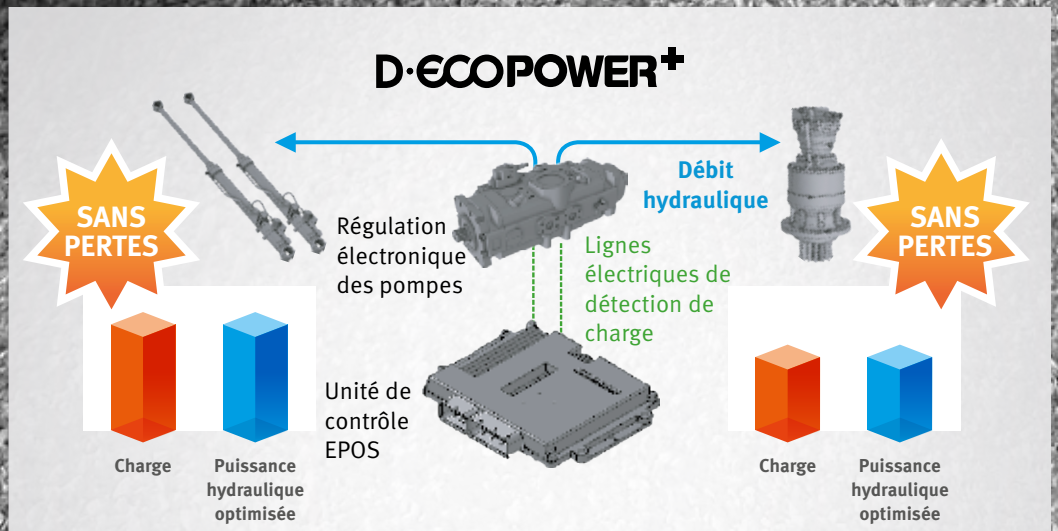 D·ECOPOWER+
SANS
PERTES
Régulation
électronique
des pompes
Débit
hydraulique
Lignes
électriques de
détection de
charge
SANS
PERTES
Unité de
contrôle
EPOS
Charge
Puissance
hydraulique
optimisée
Charge
Puissance
hydraulique
optimisée